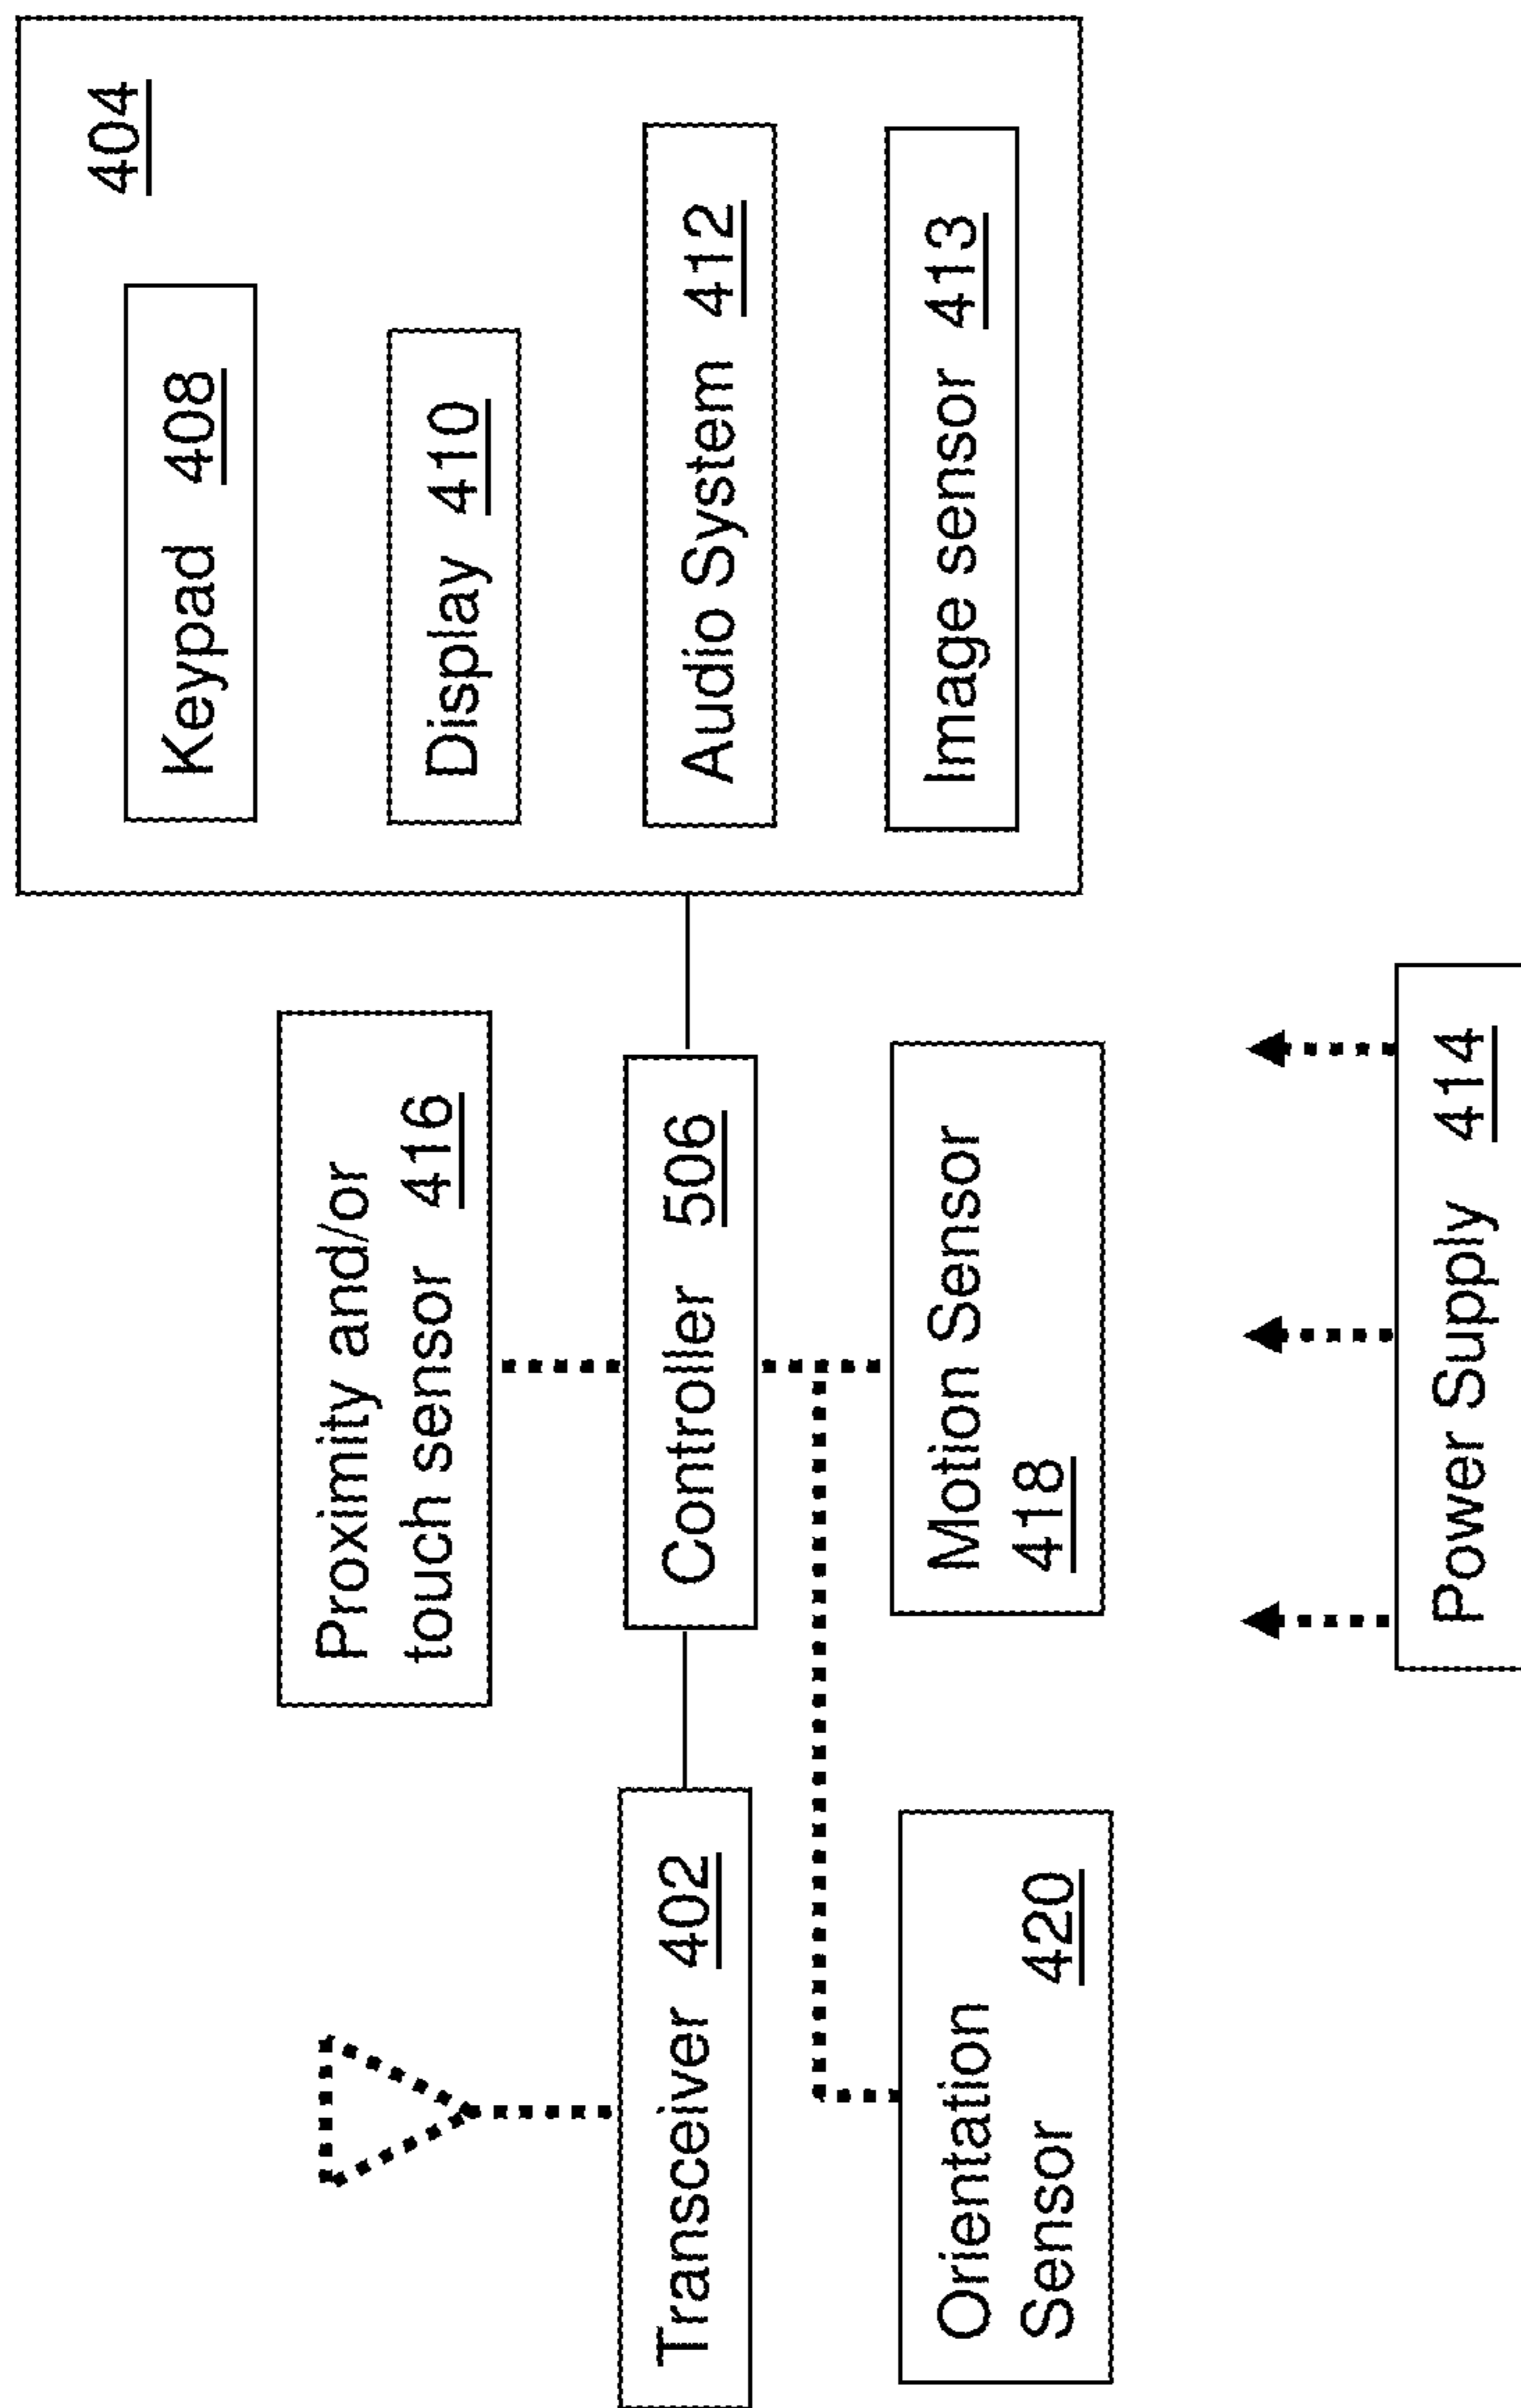 404
Keypad 408
Display 410
Audio System 412
Image sensor 413
Proximity and/or
touch sensor 416
Controller 506
Motion Sensor
418
Transceiver 402
Orientation
Sensor 420
Power Supply 414